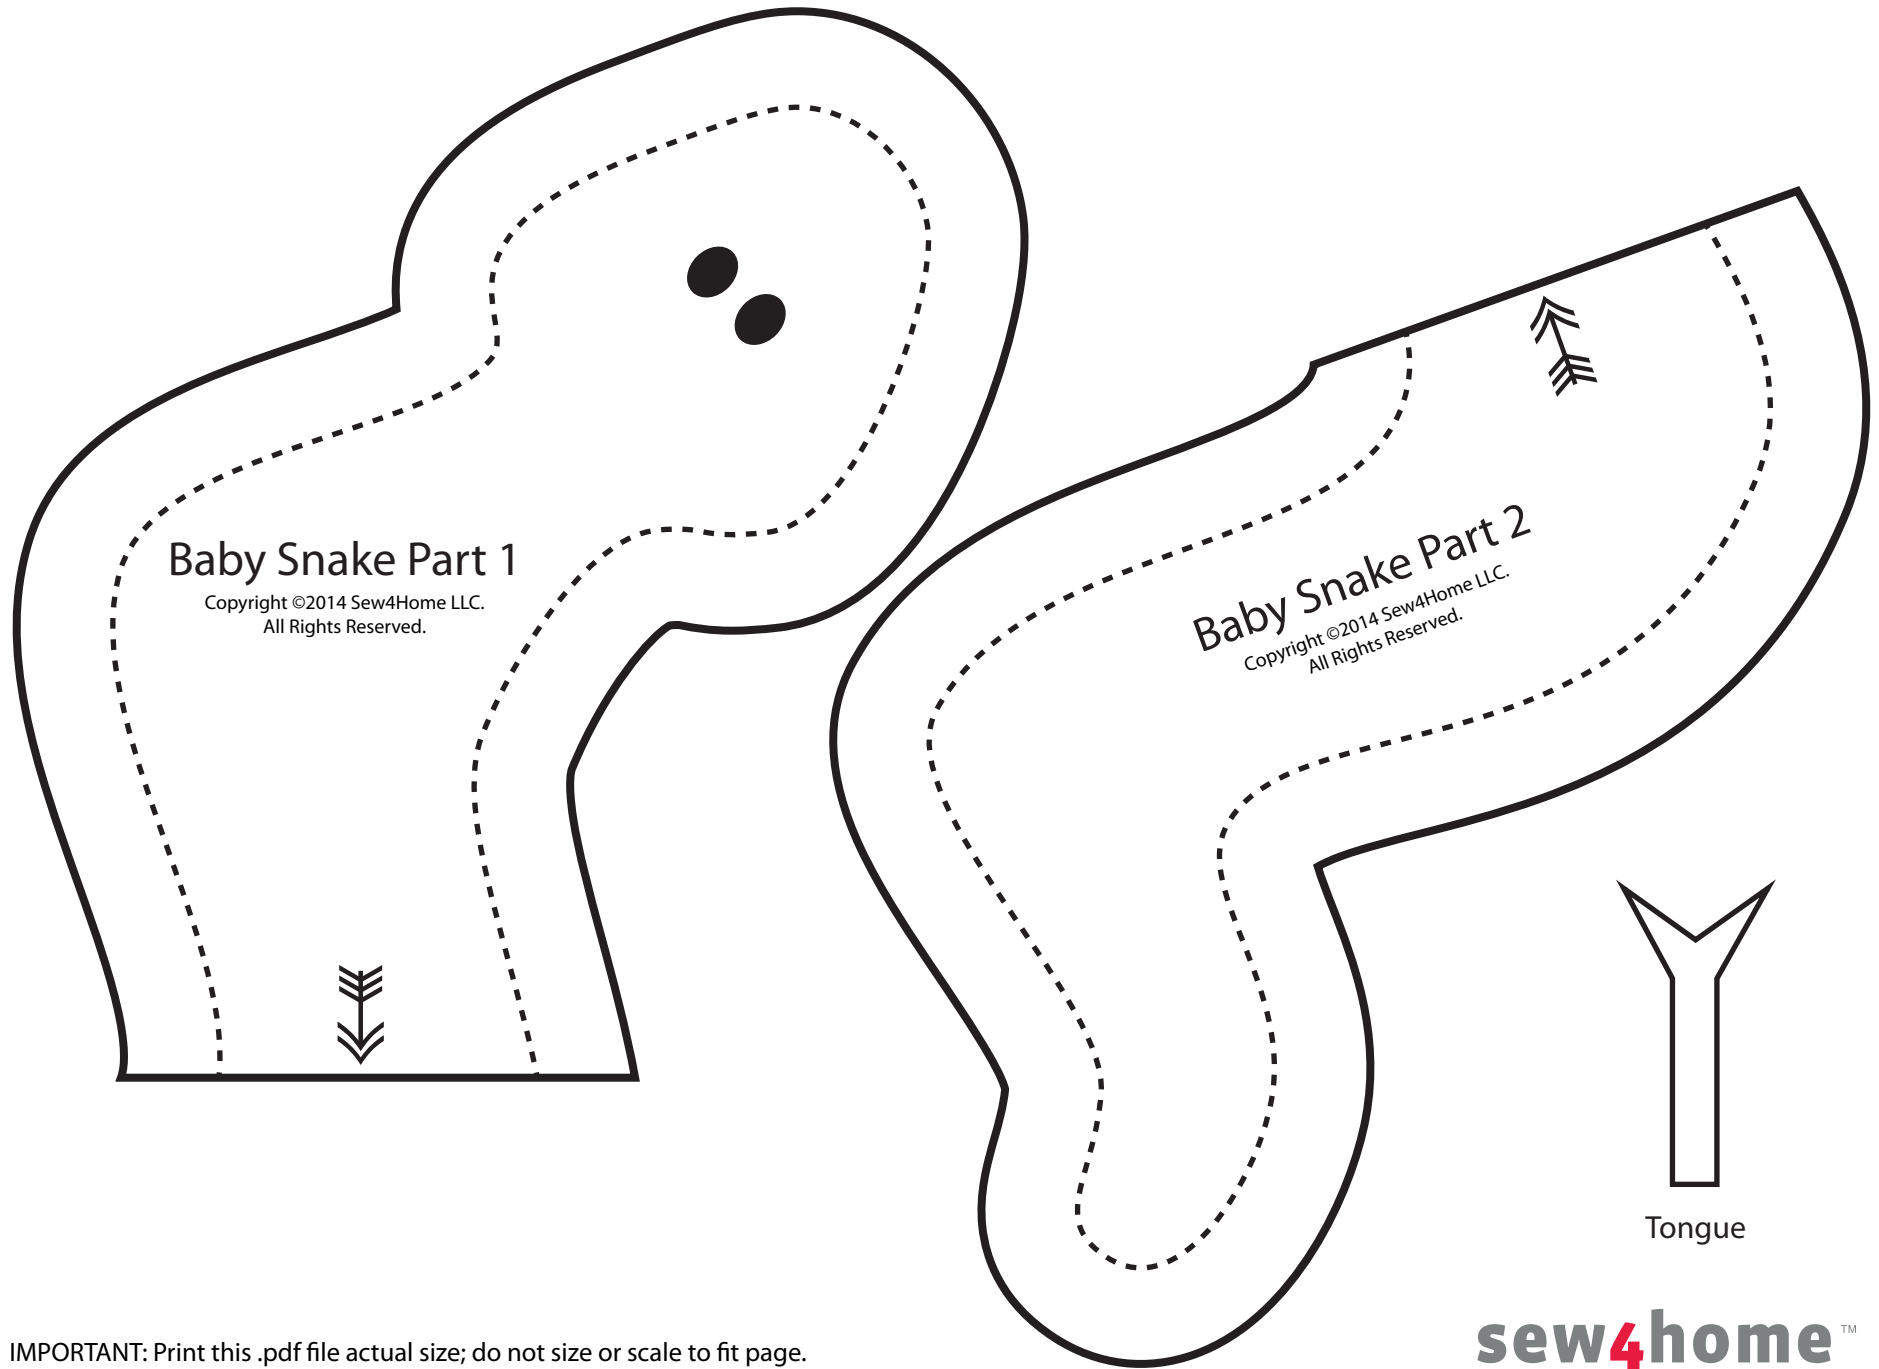 Baby Snake Part 1
Copyright ©2014 Sew4Home LLC.
All Rights Reserved.
Baby Snake Part 2
Copyright ©2014 Sew4Home LLC.
All Rights Reserved.
Tongue
IMPORTANT: Print this .pdf file actual size; do not size or scale to fit page.
sew4home™